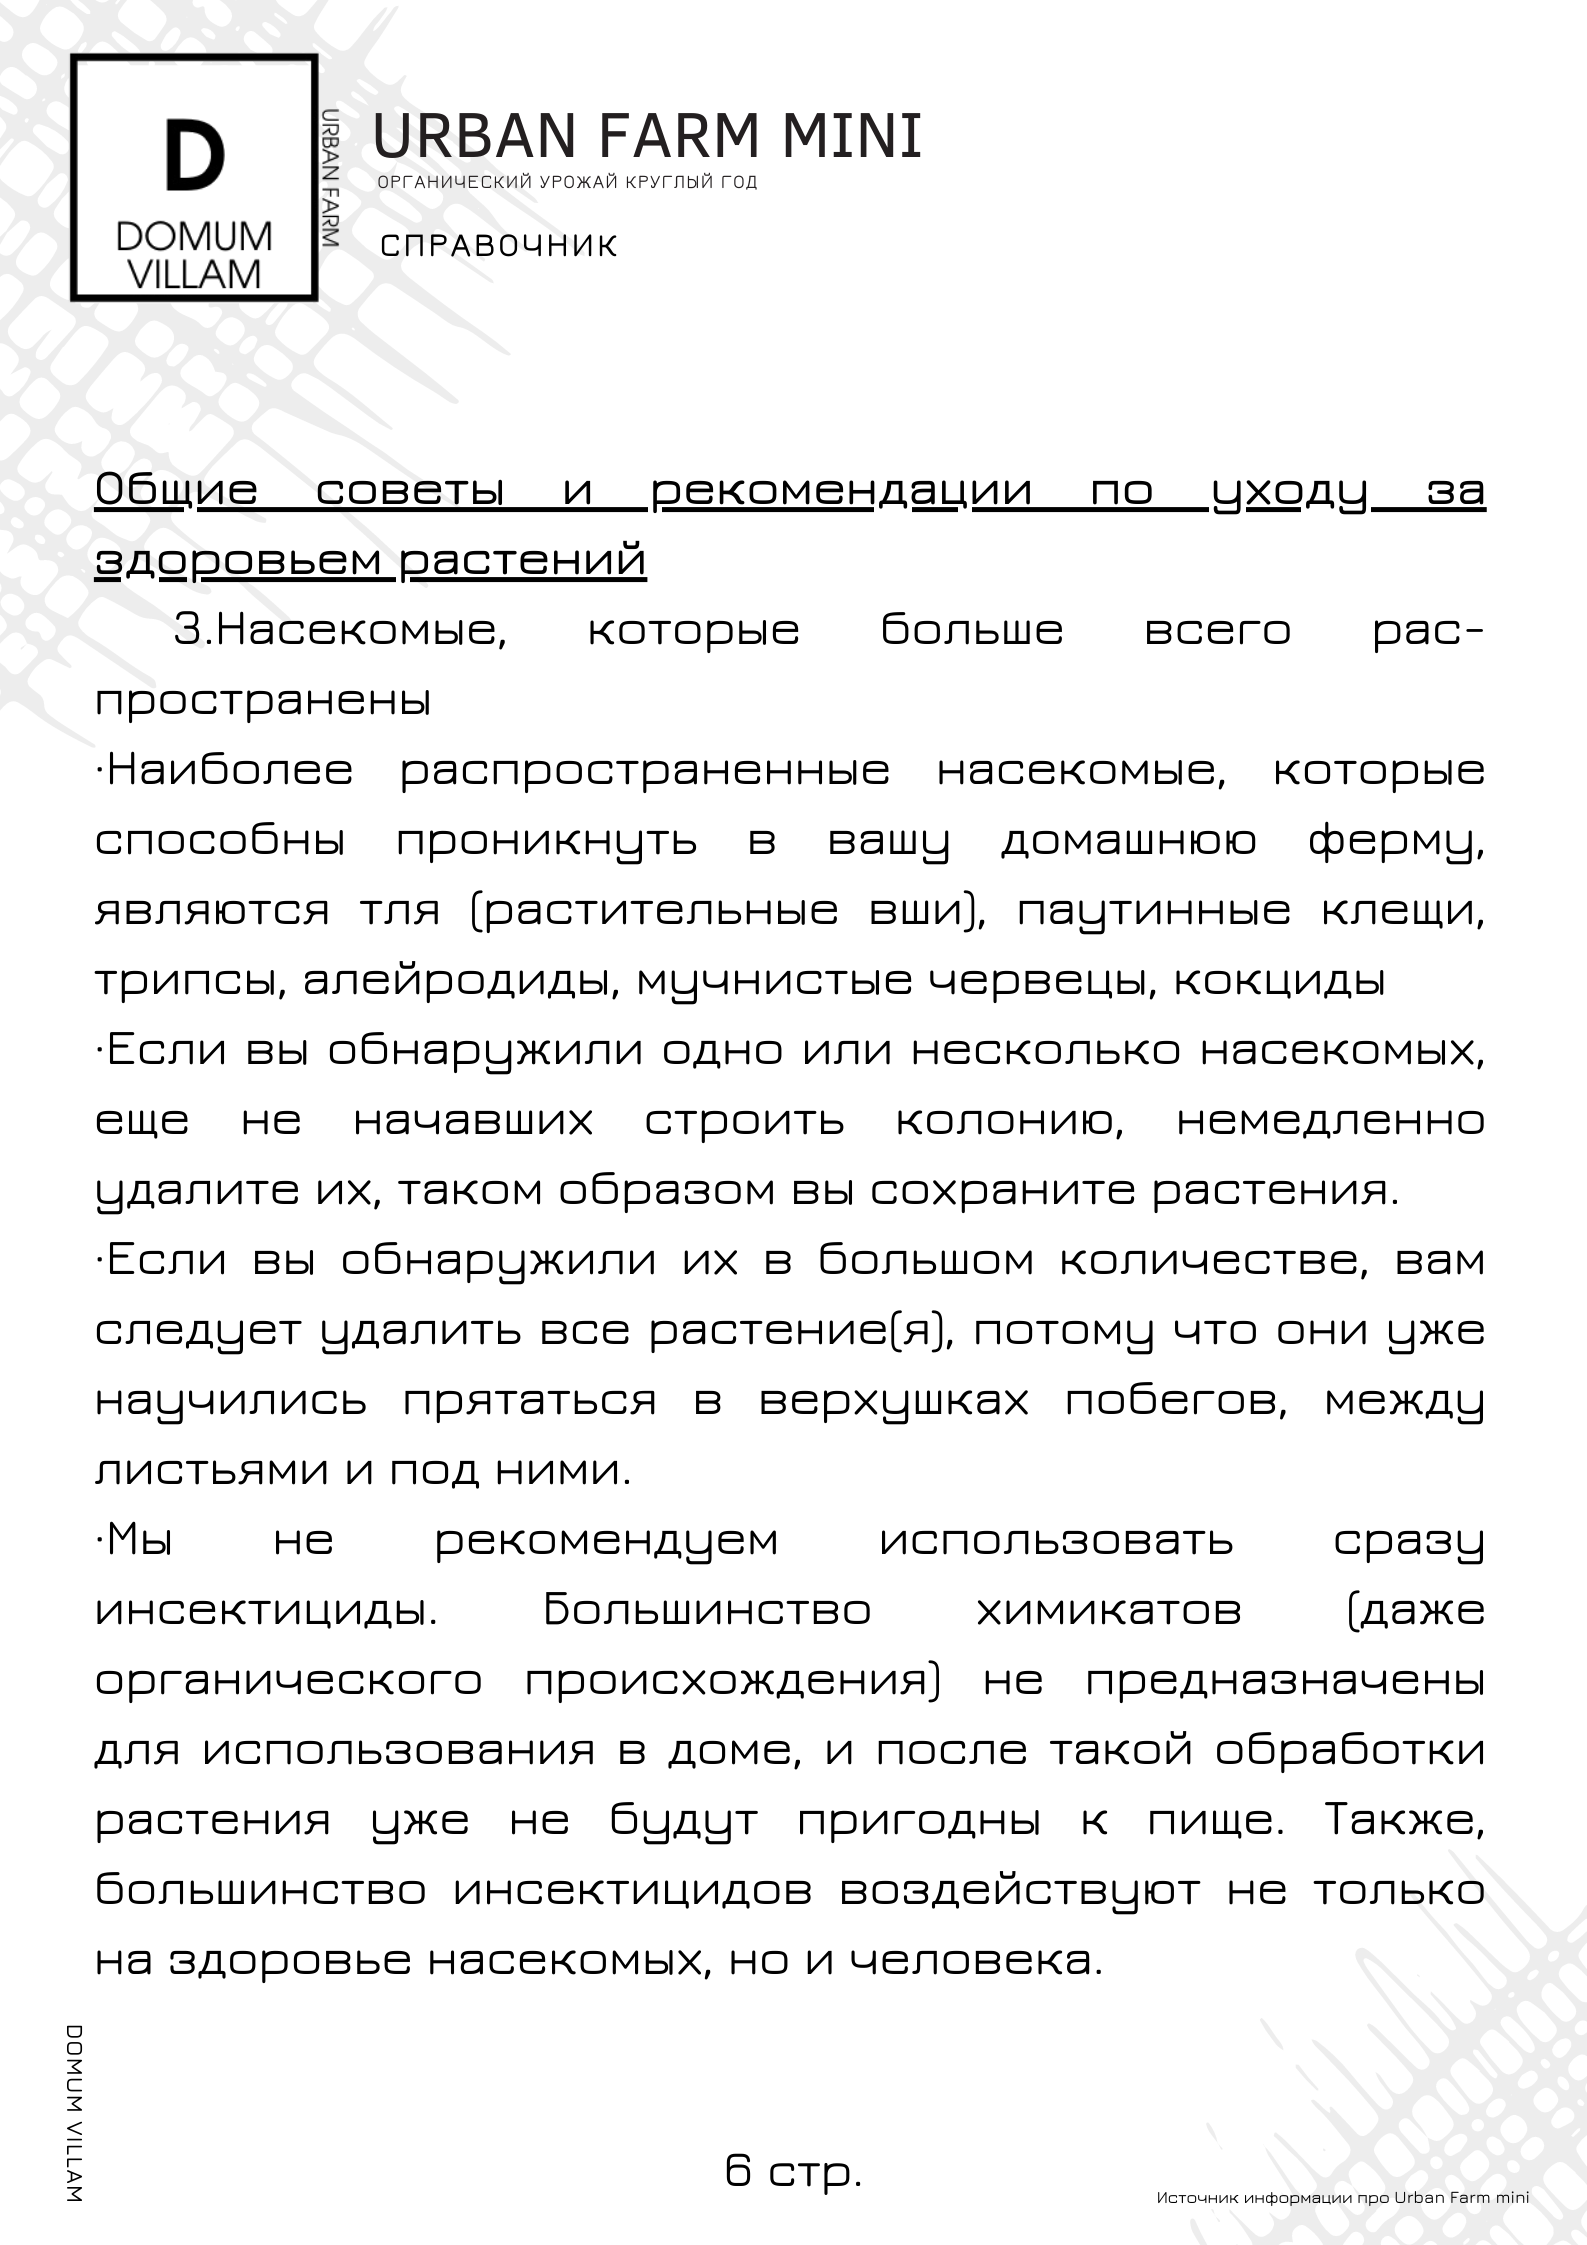 D
DOMUM
VILLAM
URBAN FARM
URBAN FARM MINI
ОРГАНИЧЕСКИЙ УРОЖАЙ КРУГЛЫЙ ГОД
СПРАВОЧНИК
Общие советы и рекомендации по уходу за
здоровьем растений
3.Насекомые, которые больше всего рас-
пространены
·Наиболее распространенные насекомые, которые
способны проникнуть в вашу домашнюю ферму,
являются тля (растительные вши), паутинные клещи,
трипсы, алейродиды, мучнистые червецы, кокциды
·Если вы обнаружили одно или несколько насекомых,
еще не начавших строить колонию, немедленно
удалите их, таком образом вы сохраните растения.
·Если вы обнаружили их в большом количестве, вам
следует удалить все растение(я), потому что они уже
научились прятаться в верхушках побегов, между
листьями и под ними.
·Мы не рекомендуем использовать сразу
инсектициды. Большинство химикатов (даже
органического происхождения) не предназначены
для использования в доме, и после такой обработки
растения уже не будут пригодны к пище. Также,
большинство инсектицидов воздействуют не только
на здоровье насекомых, но и человека.
DOMUM VILLAM
6 стр.
Источник информации про Urban Farm mini